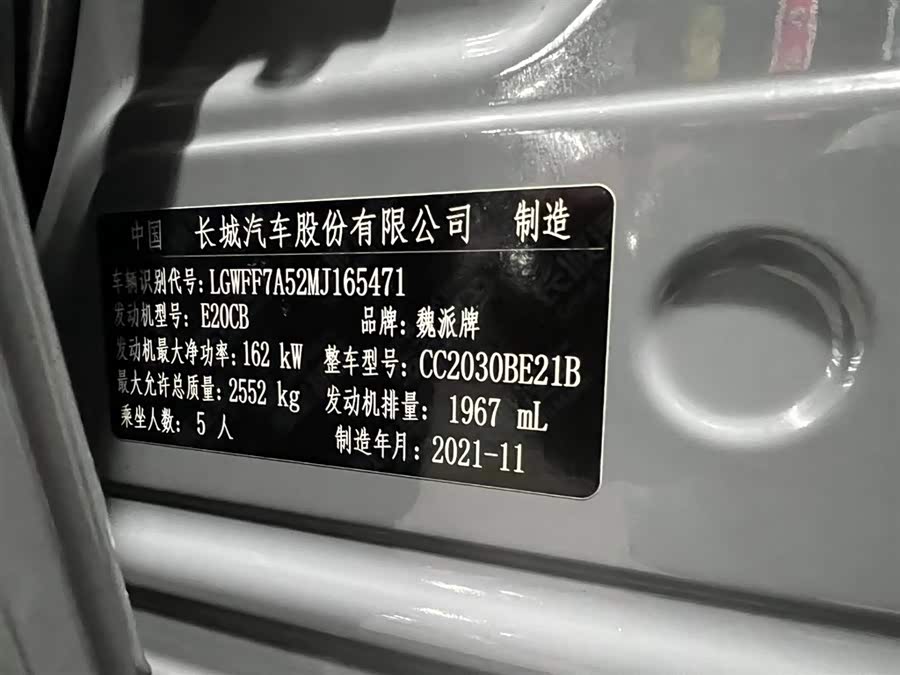 中国 长城汽车股份有限公司 制造
车辆识别代号: LGWFF7A52MJ165471
发动机型号: E20CB 品牌: 魏派牌
发动机最大净功率: 162 kW 整车型号: CC2030BE21B
最大允许总质量: 2552 kg 发动机排量: 1967 mL
乘坐人数: 5 人 制造年月: 2021-11